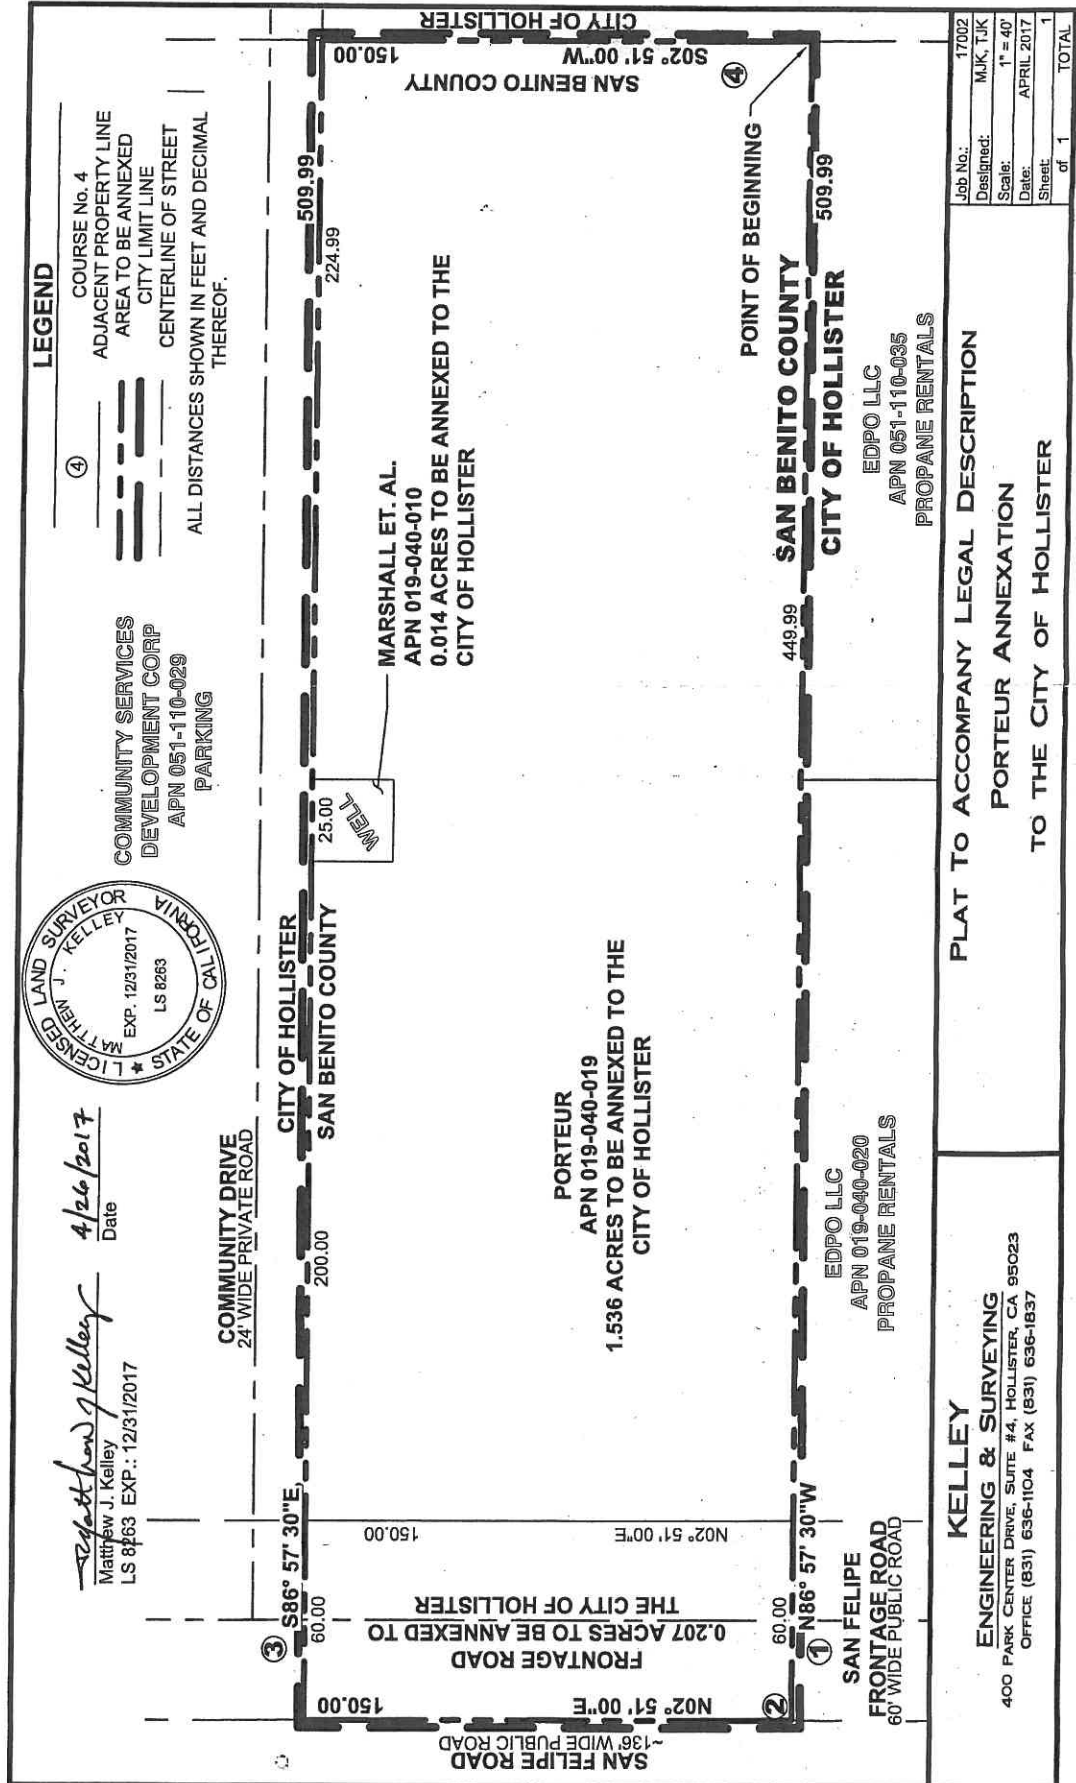 Matthew J Kelley
Matthew J. Kelley
LS 8263 EXP.: 12/31/2017
4/26/2017
Date
LICENSED LAND SURVEYOR
MATTHEW J. KELLEY
EXP. 12/31/2017
LS 8263
STATE OF CALIFORNIA
LEGEND
④ COURSE No. 4
ADJACENT PROPERTY LINE
AREA TO BE ANNEXED
CITY LIMIT LINE
CENTERLINE OF STREET
ALL DISTANCES SHOWN IN FEET AND DECIMAL
THEREOF.
COMMUNITY SERVICES
DEVELOPMENT CORP
APN 051-110-029
PARKING
COMMUNITY DRIVE
24' WIDE PRIVATE ROAD
③ S86° 57' 30"E
CITY OF HOLLISTER
509.99
60.00
200.00
SAN BENITO COUNTY
25.00
224.99
WELL
MARSHALL ET. AL.
APN 019-040-010
0.014 ACRES TO BE ANNEXED TO THE
CITY OF HOLLISTER
SAN FELIPE ROAD
~136' WIDE PUBLIC ROAD
② N02° 51' 00"E 150.00
FRONTAGE ROAD
0.207 ACRES TO BE ANNEXED TO
THE CITY OF HOLLISTER
N02° 51' 00"E 150.00
PORTEUR
APN 019-040-019
1.536 ACRES TO BE ANNEXED TO THE
CITY OF HOLLISTER
CITY OF HOLLISTER
S02° 51' 00"W 150.00
SAN BENITO COUNTY
④
POINT OF BEGINNING
60.00
449.99
SAN BENITO COUNTY
① N86° 57' 30"W
CITY OF HOLLISTER
509.99
SAN FELIPE
FRONTAGE ROAD
60' WIDE PUBLIC ROAD
EDPO LLC
APN 019-040-020
PROPANE RENTALS
EDPO LLC
APN 051-110-035
PROPANE RENTALS
KELLEY
ENGINEERING & SURVEYING
400 PARK CENTER DRIVE, SUITE #4, HOLLISTER, CA 95023
OFFICE (831) 636-1104 FAX (831) 636-1837
PLAT TO ACCOMPANY LEGAL DESCRIPTION
PORTEUR ANNEXATION
TO THE CITY OF HOLLISTER
Job No.: 17002
Designed: MJK, TJK
Scale: 1" = 40'
Date: APRIL 2017
Sheet: 1
of 1 TOTAL